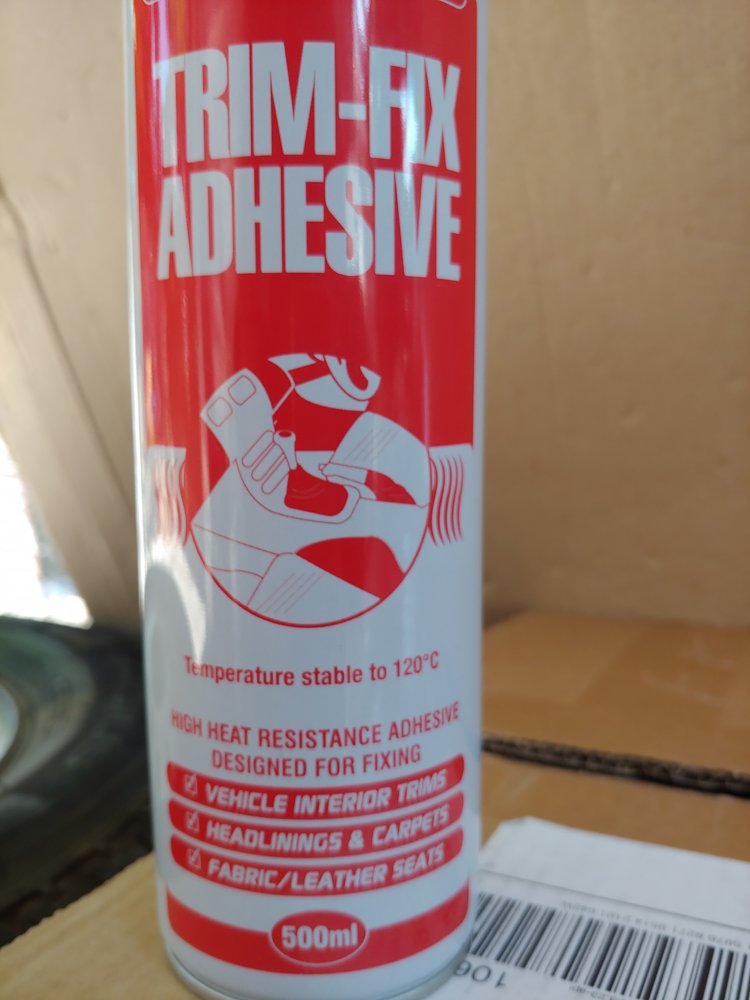 TRIM-FIX
ADHESIVE
Temperature stable to 120°C
HIGH HEAT RESISTANCE ADHESIVE
DESIGNED FOR FIXING
VEHICLE INTERIOR TRIMS
HEADLININGS & CARPETS
FABRIC/LEATHER SEATS
500ml
106